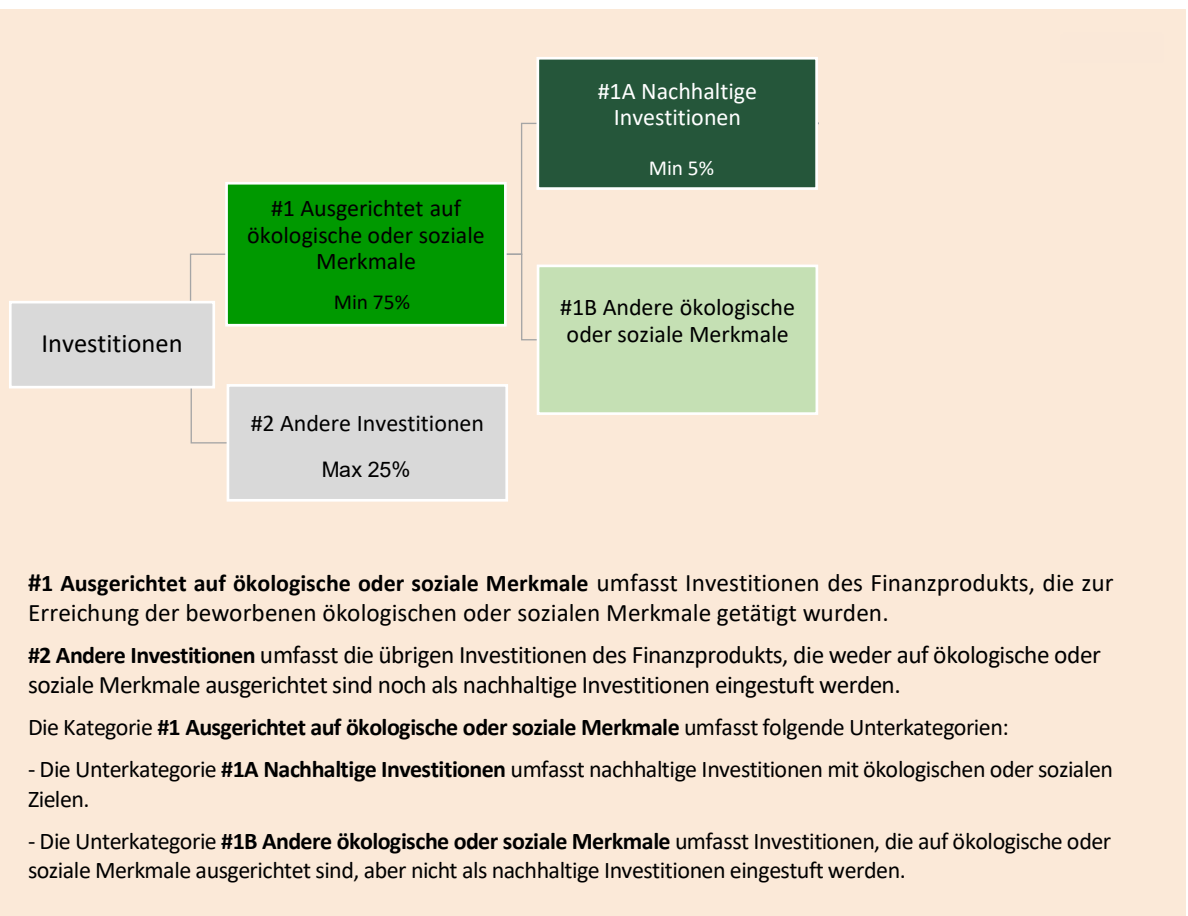 #1A Nachhaltige
Investitionen
Min 5%
#1 Ausgerichtet auf
ökologische oder soziale
Merkmale
Min 75%
#1B Andere ökologische
oder soziale Merkmale
Investitionen
#2 Andere Investitionen
Max 25%
#1 Ausgerichtet auf ökologische oder soziale Merkmale umfasst Investitionen des Finanzprodukts, die zur
Erreichung der beworbenen ökologischen oder sozialen Merkmale getätigt wurden.
#2 Andere Investitionen umfasst die übrigen Investitionen des Finanzprodukts, die weder auf ökologische oder
soziale Merkmale ausgerichtet sind noch als nachhaltige Investitionen eingestuft werden.
Die Kategorie #1 Ausgerichtet auf ökologische oder soziale Merkmale umfasst folgende Unterkategorien:
- Die Unterkategorie #1A Nachhaltige Investitionen umfasst nachhaltige Investitionen mit ökologischen oder sozialen
Zielen.
- Die Unterkategorie #1B Andere ökologische oder soziale Merkmale umfasst Investitionen, die auf ökologische oder
soziale Merkmale ausgerichtet sind, aber nicht als nachhaltige Investitionen eingestuft werden.